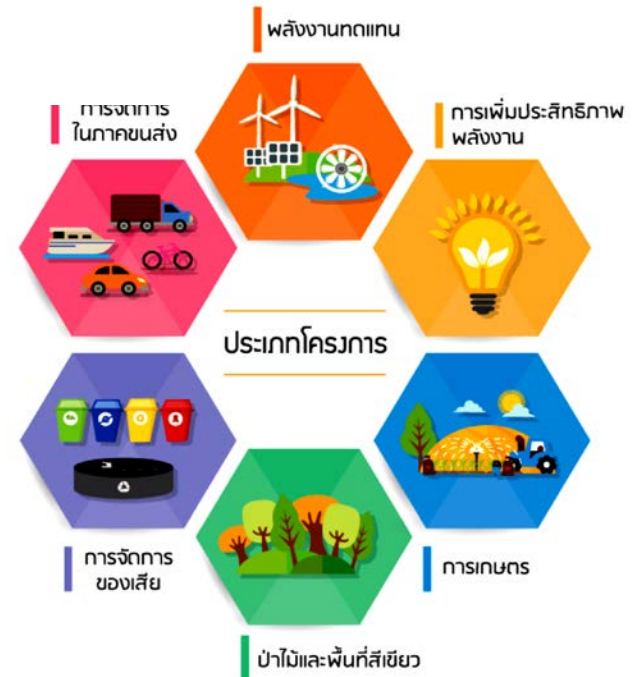 พลังงานทดแทน
การจัดการ
ในภาคขนส่ง
การเพิ่มประสิทธิภาพ
พลังงาน
ประเภทโครงการ
การจัดการ
ของเสีย
การเกษตร
ป่าไม้และพื้นที่สีเขียว